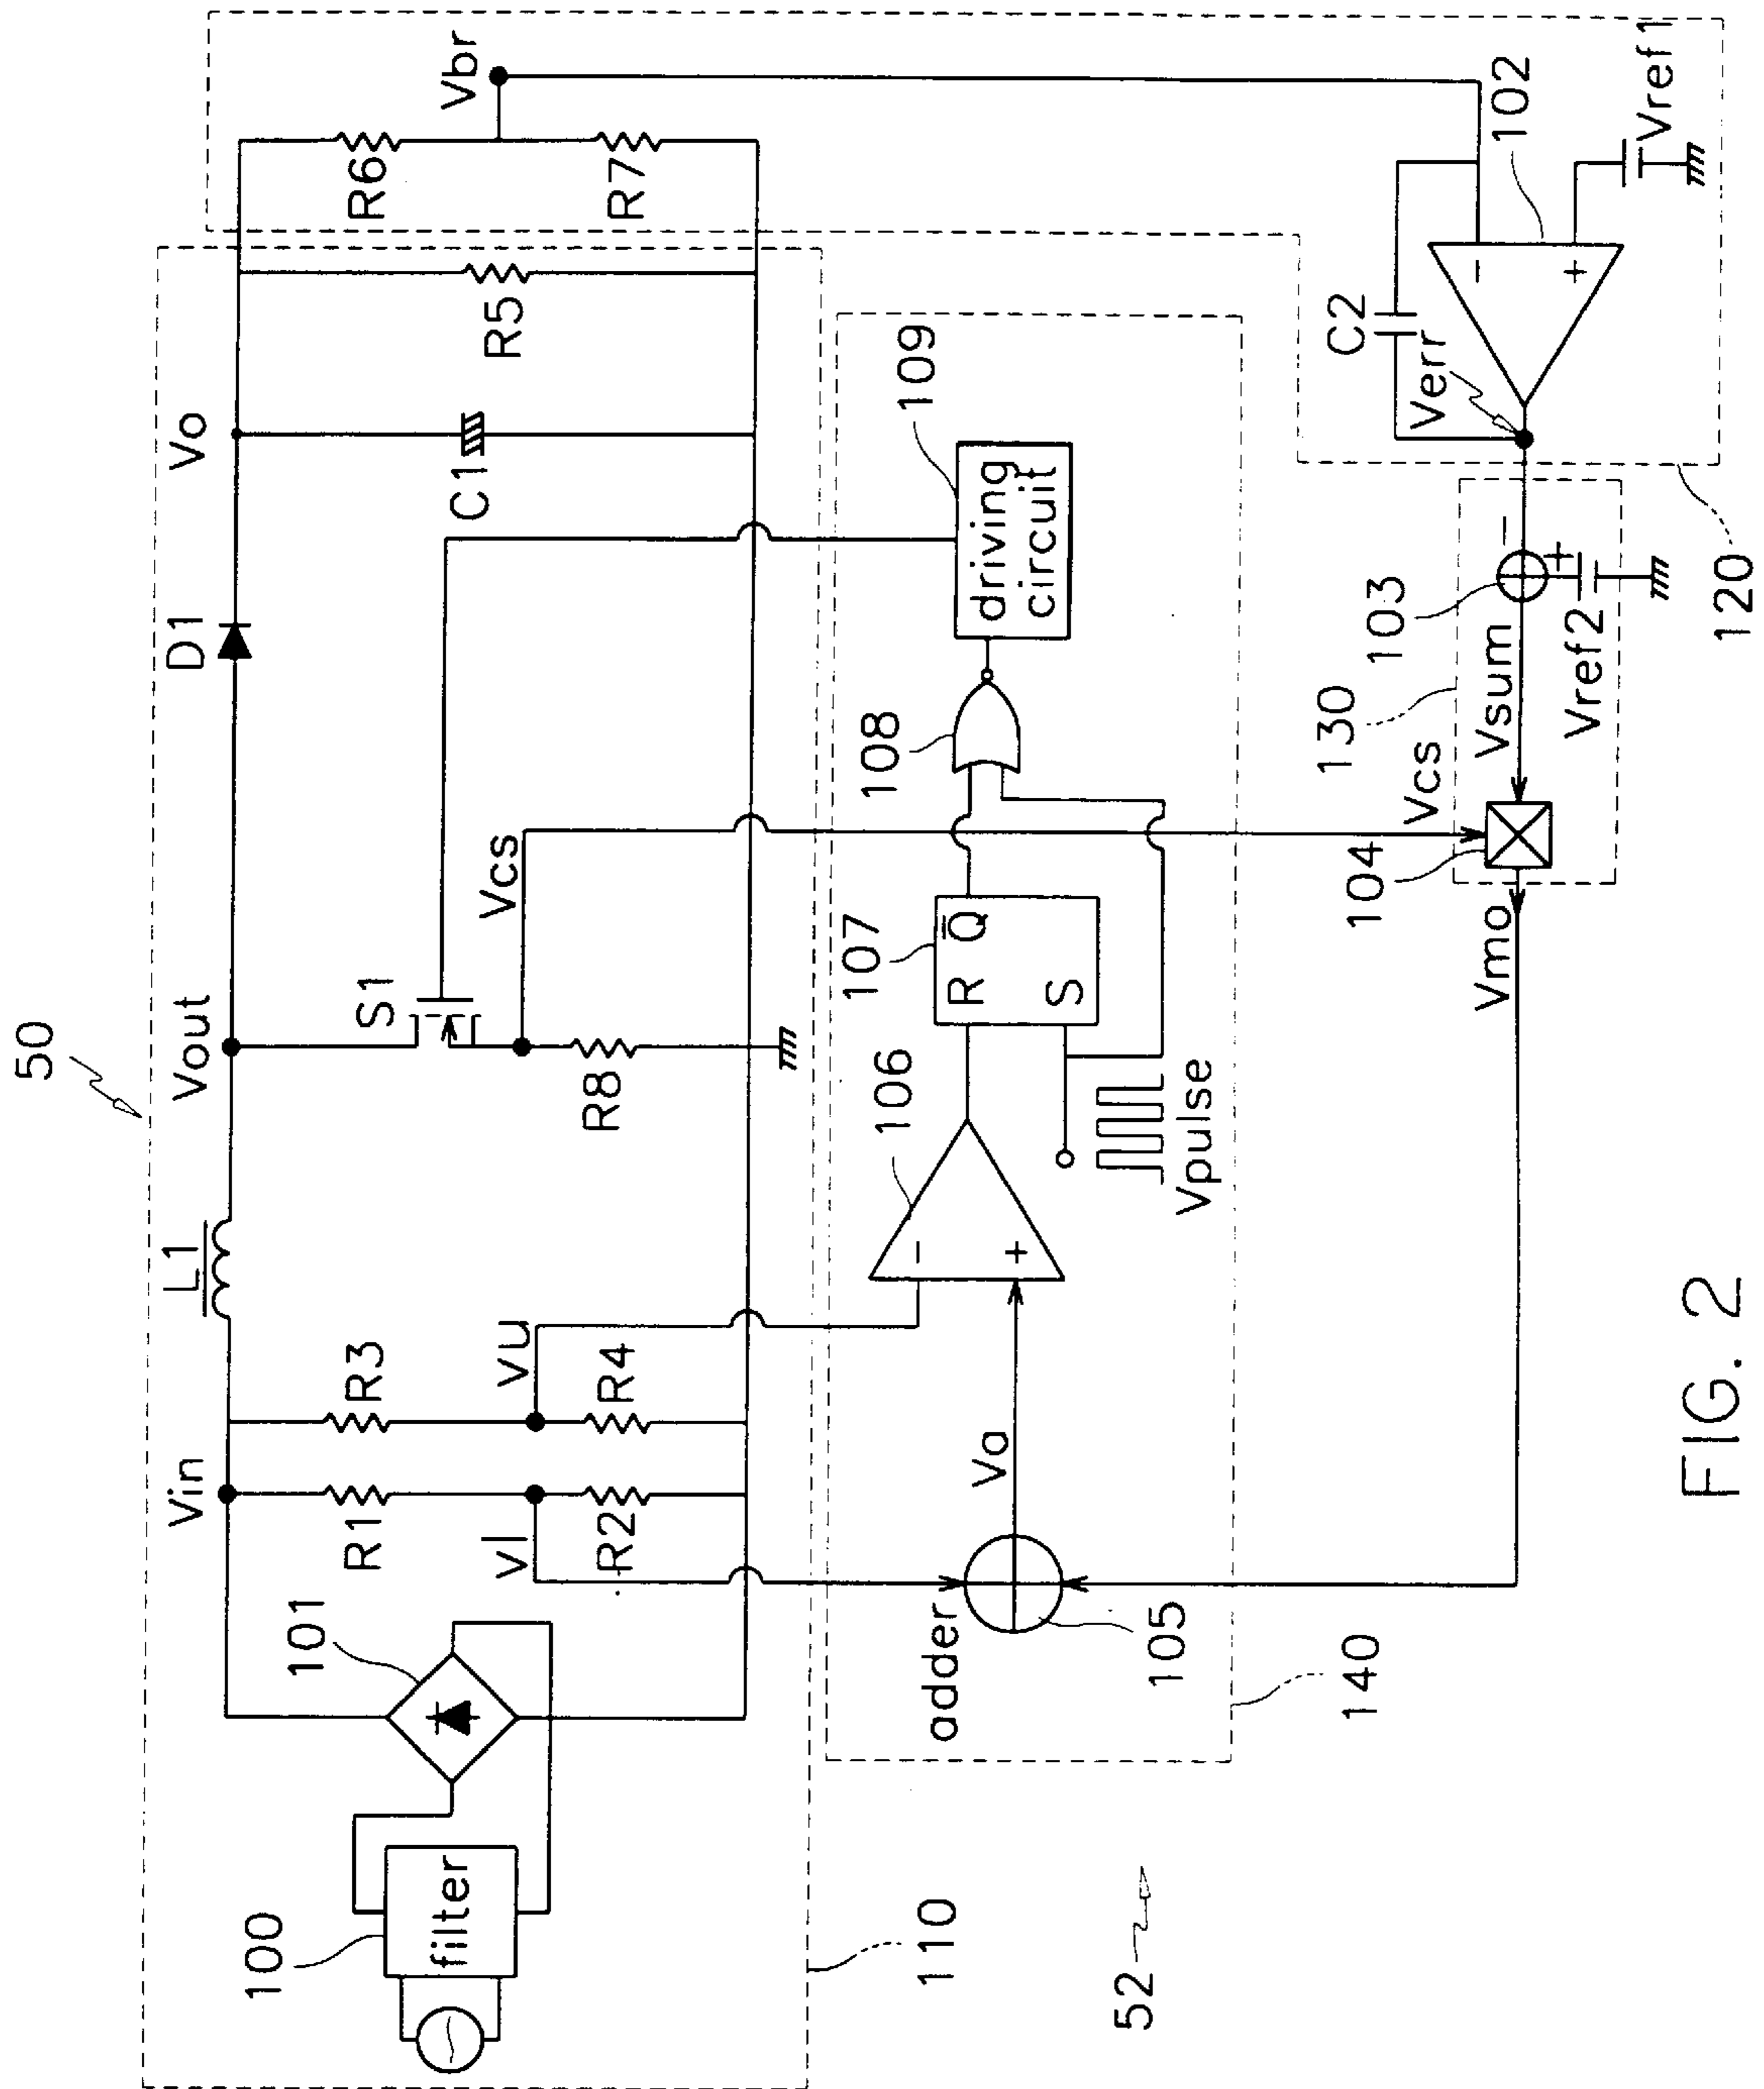 50
Vin
L1
Vout
D1
Vo
Vbr
R1
R3
S1
R6
vl
Vu
Vcs
C1
R5
R2
R4
R8
R7
100
filter
101
110
adder
Va
105
140
-
+
106
Vpulse
107
R
Q̅
S
108
109
driving
circuit
52
Vmo
104
Vcs
130
Vsum
103
-
+
Vref2
120
Verr
C2
-
+
102
Vref1
FIG. 2